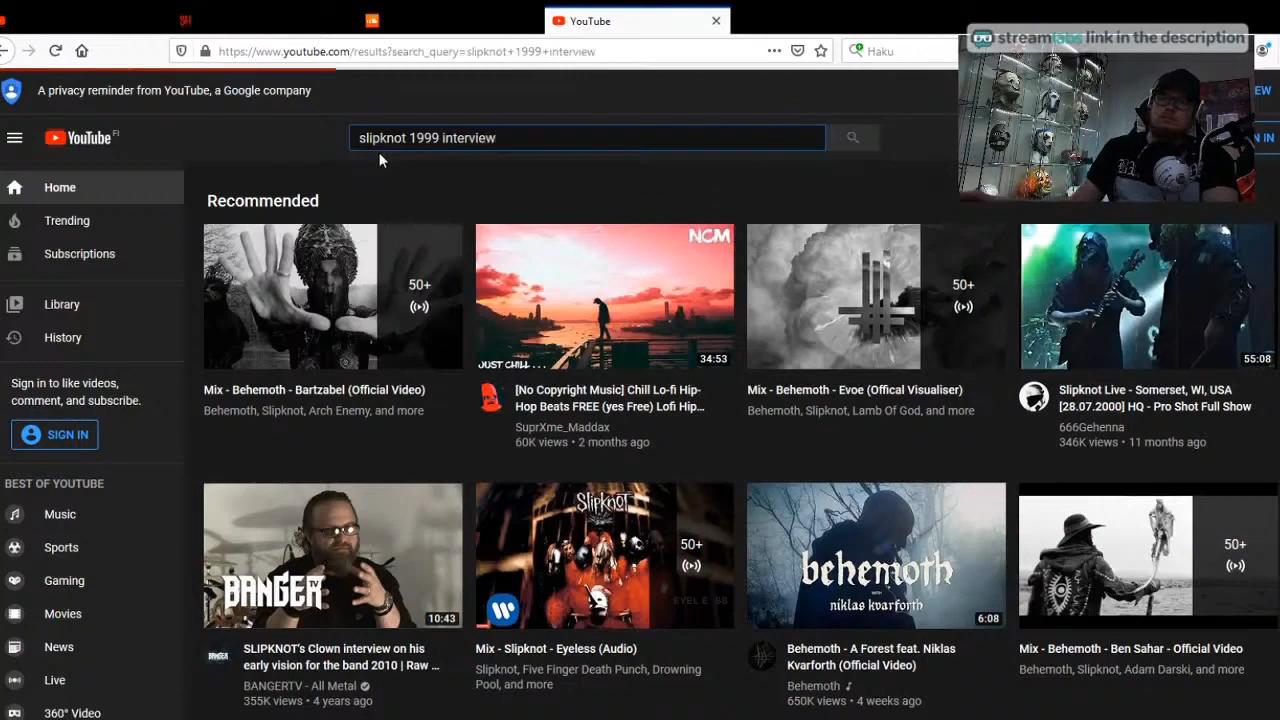 YouTube
https://www.youtube.com/results?search_query=slipknot+1999+interview
Haku
streamlabs link in the description
A privacy reminder from YouTube, a Google company
EW
YouTube FI
slipknot 1999 interview
N IN
Home
Trending
Subscriptions
Library
History
Sign in to like videos,
comment, and subscribe.
SIGN IN
BEST OF YOUTUBE
Music
Sports
Gaming
Movies
News
Live
360° Video
Recommended
50+
Mix - Behemoth - Bartzabel (Official Video)
Behemoth, Slipknot, Arch Enemy, and more
NCM
JUST CHILL...
34:53
[No Copyright Music] Chill Lo-fi Hip-
Hop Beats FREE (yes Free) Lofi Hip...
SuprXme_Maddax
60K views • 2 months ago
50+
Mix - Behemoth - Evoe (Offical Visualiser)
Behemoth, Slipknot, Lamb Of God, and more
55:08
Slipknot Live - Somerset, WI, USA
[28.07.2000] HQ - Pro Shot Full Show
666Gehenna
346K views • 11 months ago
BANGER
10:43
SLIPKNOT's Clown interview on his
early vision for the band 2010 | Raw ...
BANGERTV - All Metal
355K views • 4 years ago
SLIPKNOT
50+
EYELESS
Mix - Slipknot - Eyeless (Audio)
Slipknot, Five Finger Death Punch, Drowning
Pool, and more
behemoth
WITH
niklas kvarforth
6:08
Behemoth - A Forest feat. Niklas
Kvarforth (Official Video)
Behemoth
650K views • 4 weeks ago
50+
Mix - Behemoth - Ben Sahar - Official Video
Behemoth, Slipknot, Adam Darski, and more